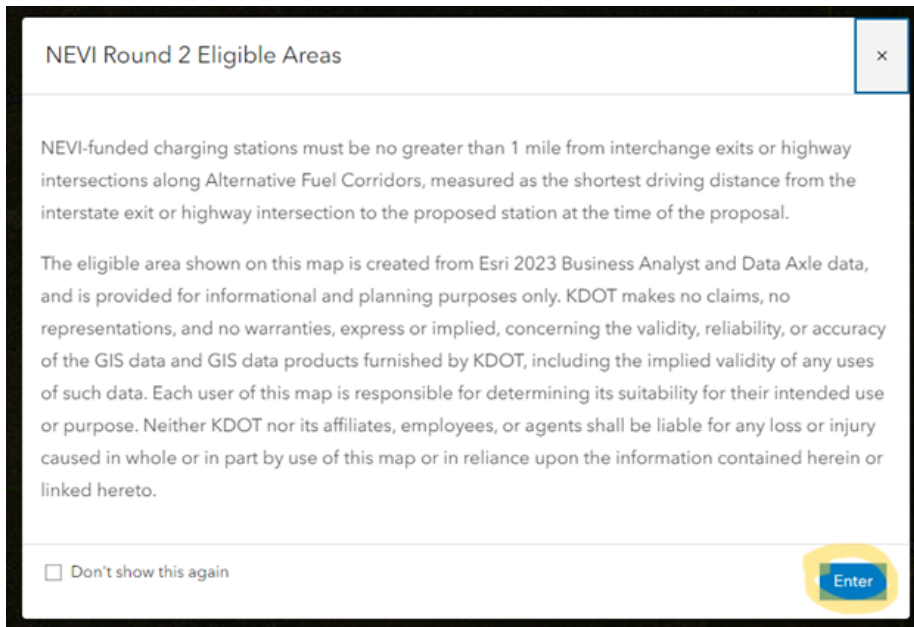 NEVI Round 2 Eligible Areas
×
NEVI-funded charging stations must be no greater than 1 mile from interchange exits or highway
intersections along Alternative Fuel Corridors, measured as the shortest driving distance from the
interstate exit or highway intersection to the proposed station at the time of the proposal.
The eligible area shown on this map is created from Esri 2023 Business Analyst and Data Axle data,
and is provided for informational and planning purposes only. KDOT makes no claims, no
representations, and no warranties, express or implied, concerning the validity, reliability, or accuracy
of the GIS data and GIS data products furnished by KDOT, including the implied validity of any uses
of such data. Each user of this map is responsible for determining its suitability for their intended use
or purpose. Neither KDOT nor its affiliates, employees, or agents shall be liable for any loss or injury
caused in whole or in part by use of this map or in reliance upon the information contained herein or
linked hereto.
Don't show this again
Enter